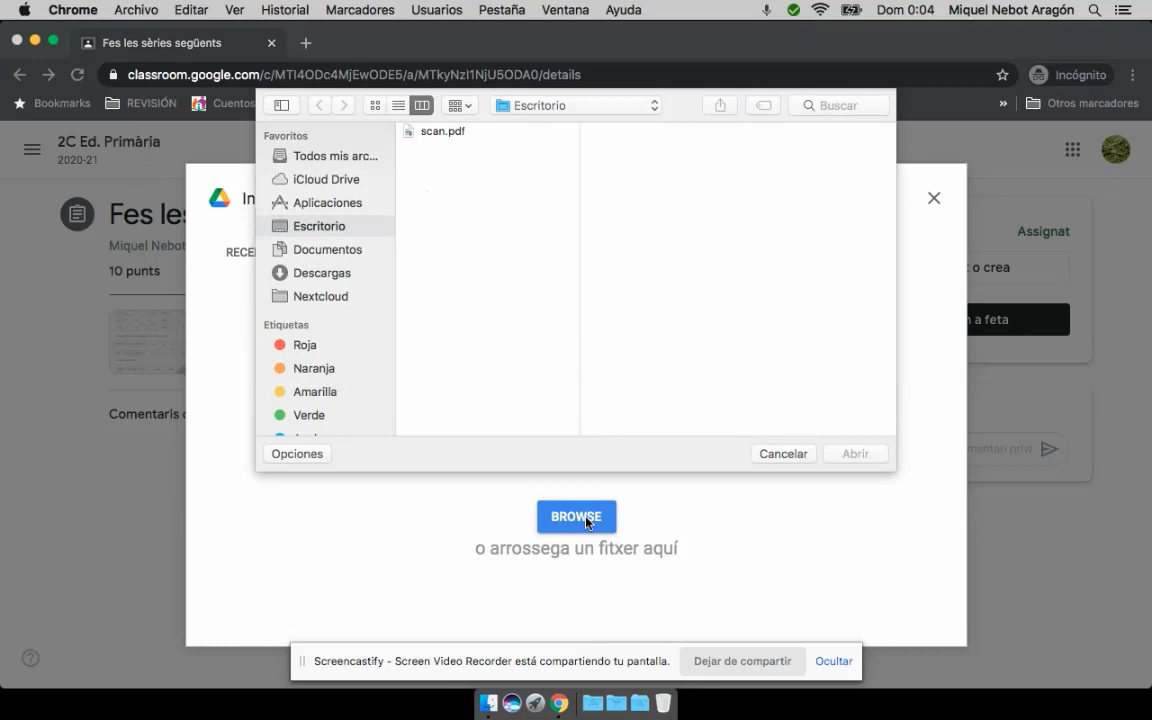 Chrome Archivo Editar Ver Historial Marcadores Usuarios Pestaña Ventana Ayuda Dom 0:04 Miquel Nebot Aragón
Fes les sèries següents
classroom.google.com/c/MTI4ODc4MjEwODE5/a/MTkyNzI1NjU5ODA0/details Incógnito
Bookmarks REVISIÓN Cuentos » Otros marcadores
Escritorio Buscar
2C Ed. Primària
2020-21
Favoritos
scan.pdf
Todos mis arc...
iCloud Drive
Aplicaciones
Escritorio
Documentos
Descargas
Nextcloud
Etiquetas
Roja
Naranja
Amarilla
Verde
Opciones Cancelar Abrir
In
RECE
Fes les
Miquel Nebot
10 punts
Comentaris
Assignat
t o crea
a feta
mentari priva
BROWSE
o arrossega un fitxer aquí
Screencastify - Screen Video Recorder está compartiendo tu pantalla. Dejar de compartir Ocultar